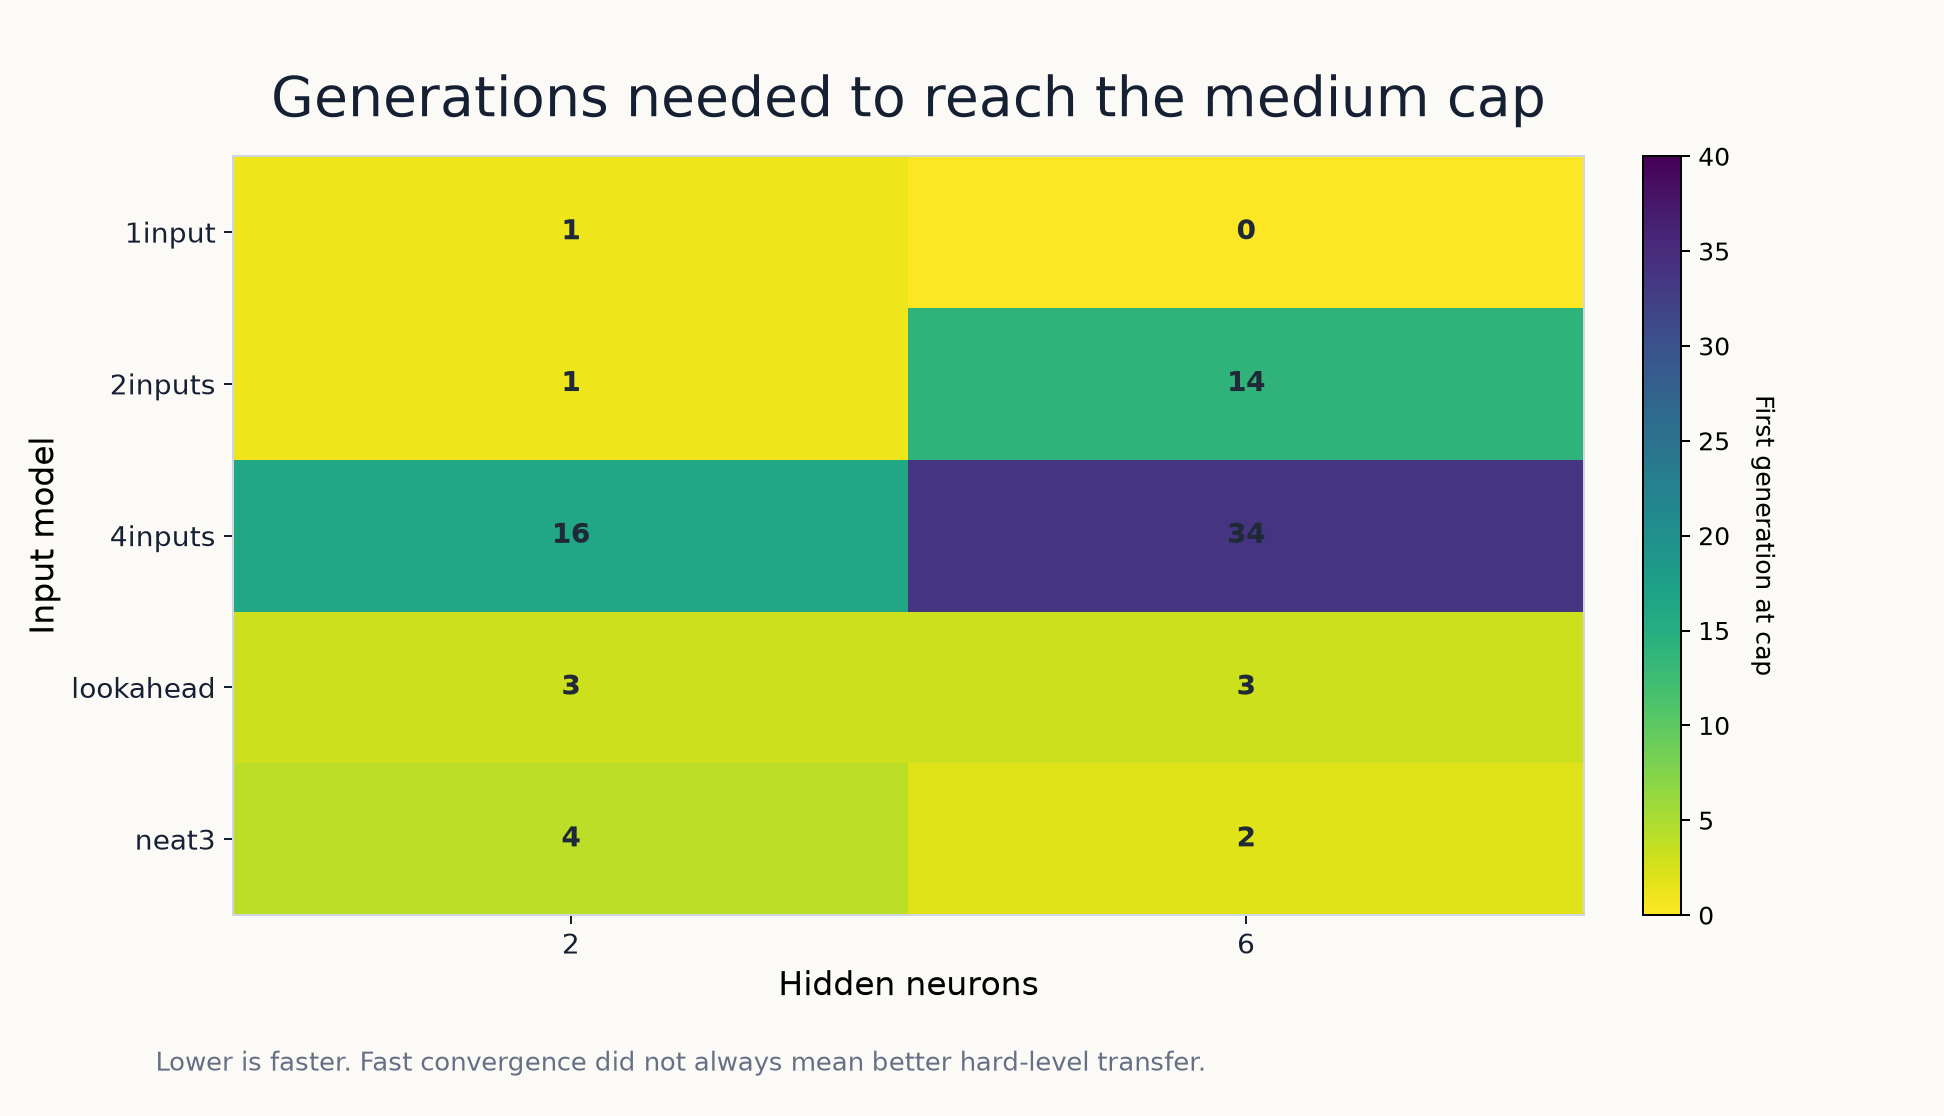 Generations needed to reach the medium cap
Input model
1input
2inputs
4inputs
lookahead
neat3
1 0
1 14
16 34
3 3
4 2
2 6
Hidden neurons
40
35
30
25
20
15
10
5
0
First generation at cap
Lower is faster. Fast convergence did not always mean better hard-level transfer.